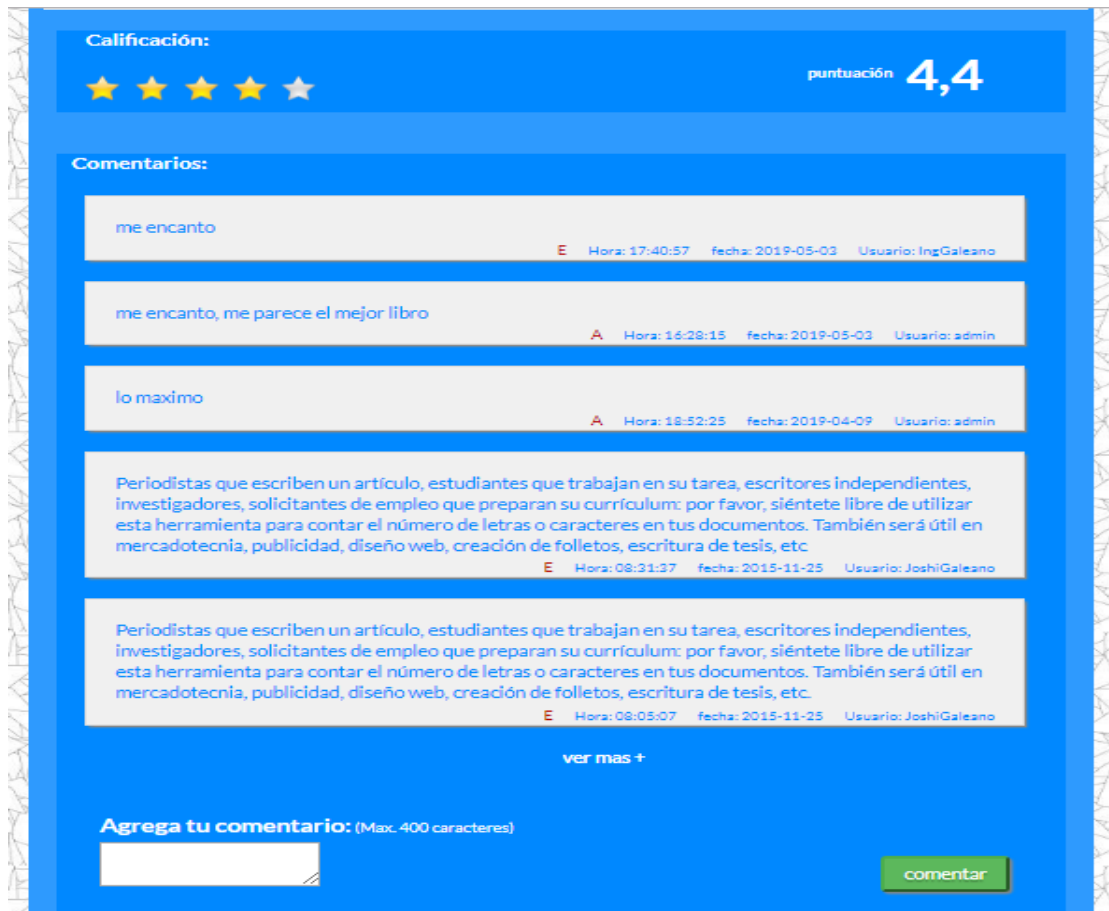 Calificación:
puntuación 4,4
Comentarios:
me encanto
E Hora: 17:40:57 fecha: 2019-05-03 Usuario: IngGaleano
me encanto, me parece el mejor libro
A Hora: 16:28:15 fecha: 2019-05-03 Usuario: admin
lo maximo
A Hora: 18:52:25 fecha: 2019-04-09 Usuario: admin
Periodistas que escriben un artículo, estudiantes que trabajan en su tarea, escritores independientes,
investigadores, solicitantes de empleo que preparan su currículum: por favor, siéntete libre de utilizar
esta herramienta para contar el número de letras o caracteres en tus documentos. También será útil en
mercadotecnia, publicidad, diseño web, creación de folletos, escritura de tesis, etc
E Hora: 08:31:37 fecha: 2015-11-25 Usuario: JoshiGaleano
Periodistas que escriben un artículo, estudiantes que trabajan en su tarea, escritores independientes,
investigadores, solicitantes de empleo que preparan su currículum: por favor, siéntete libre de utilizar
esta herramienta para contar el número de letras o caracteres en tus documentos. También será útil en
mercadotecnia, publicidad, diseño web, creación de folletos, escritura de tesis, etc.
E Hora: 08:05:07 fecha: 2015-11-25 Usuario: JoshiGaleano
ver mas +
Agrega tu comentario: (Max. 400 caracteres)
comentar